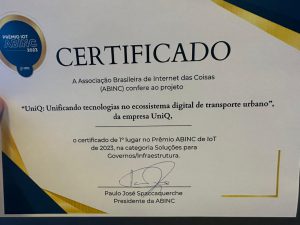 PRÊMIO IOT
ABINC
2023
CERTIFICADO
A Associação Brasileira de Internet das Coisas
(ABINC) confere ao projeto
"UniQ: Unificando tecnologias no ecossistema digital de transporte urbano",
da empresa UniQ,
o certificado de 1º lugar no Prêmio ABINC de IoT
de 2023, na categoria Soluções para
Governos/Infraestrutura.
Paulo José Spaccaquerche
Presidente da ABINC